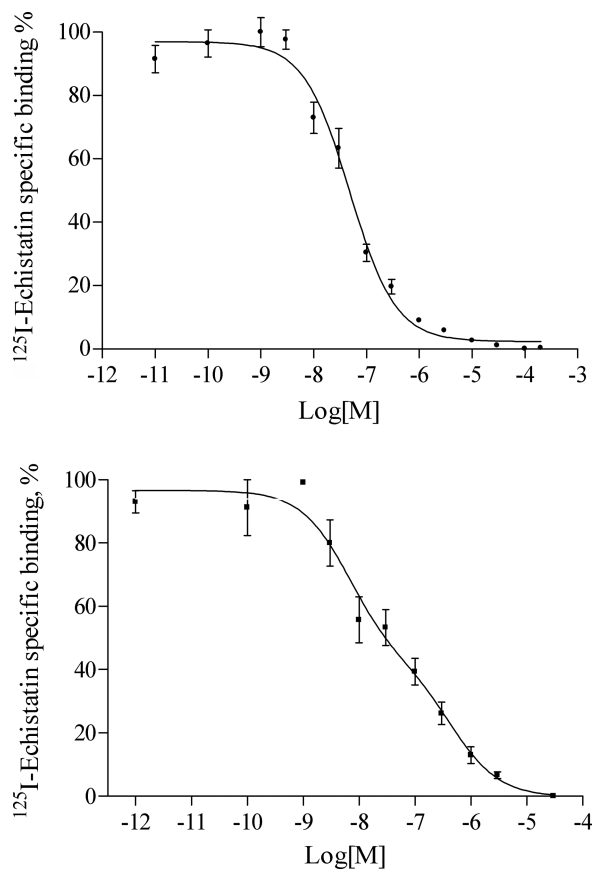 ¹²⁵I-Echistatin specific binding %
100
80
60
40
20
0
-12 -11 -10 -9 -8 -7 -6 -5 -4 -3
Log[M]
¹²⁵I-Echistatin specific binding, %
100
80
60
40
20
0
-12 -11 -10 -9 -8 -7 -6 -5 -4
Log[M]